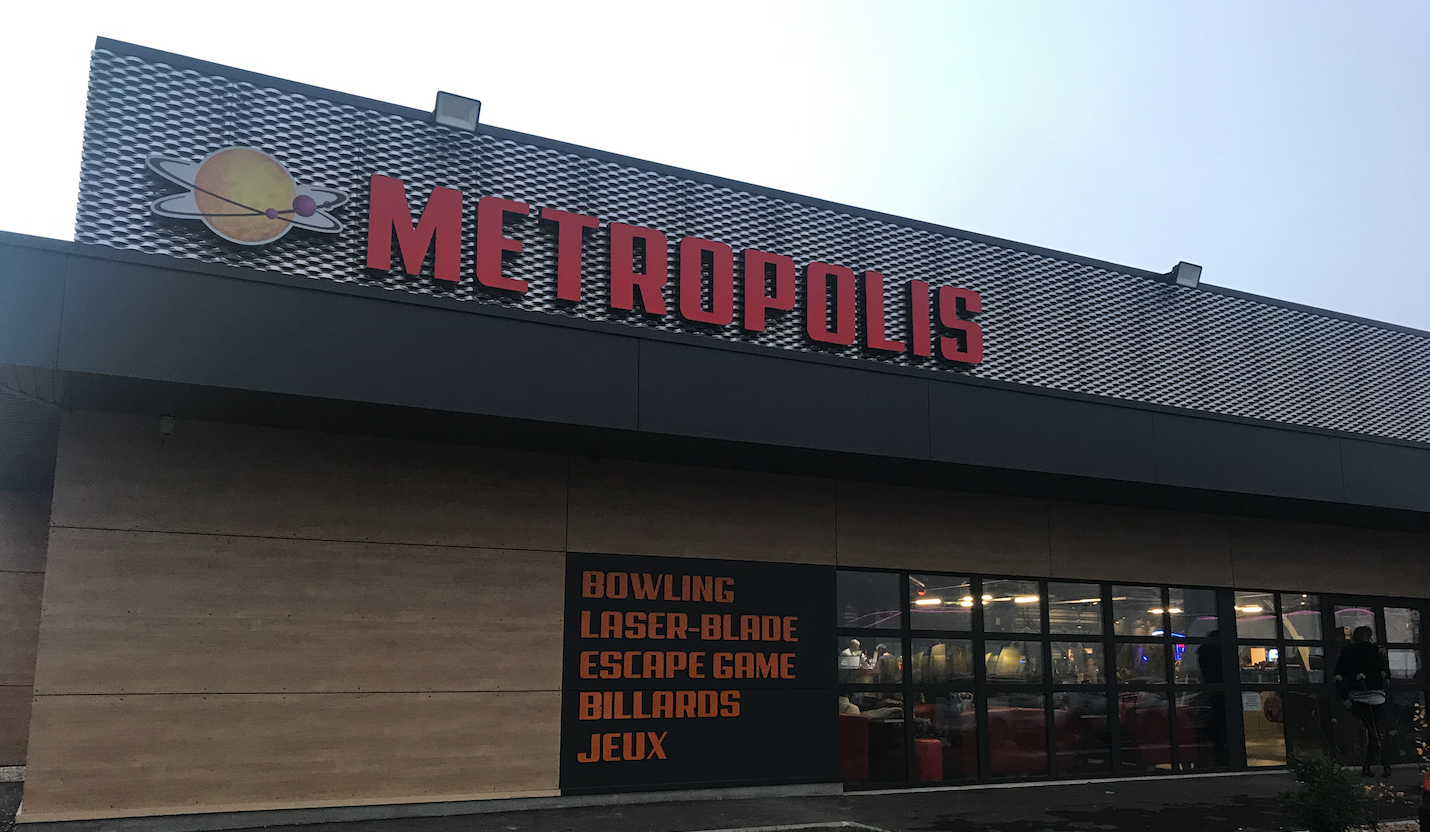 METROPOLIS
BOWLING
LASER-BLADE
ESCAPE GAME
BILLARDS
JEUX